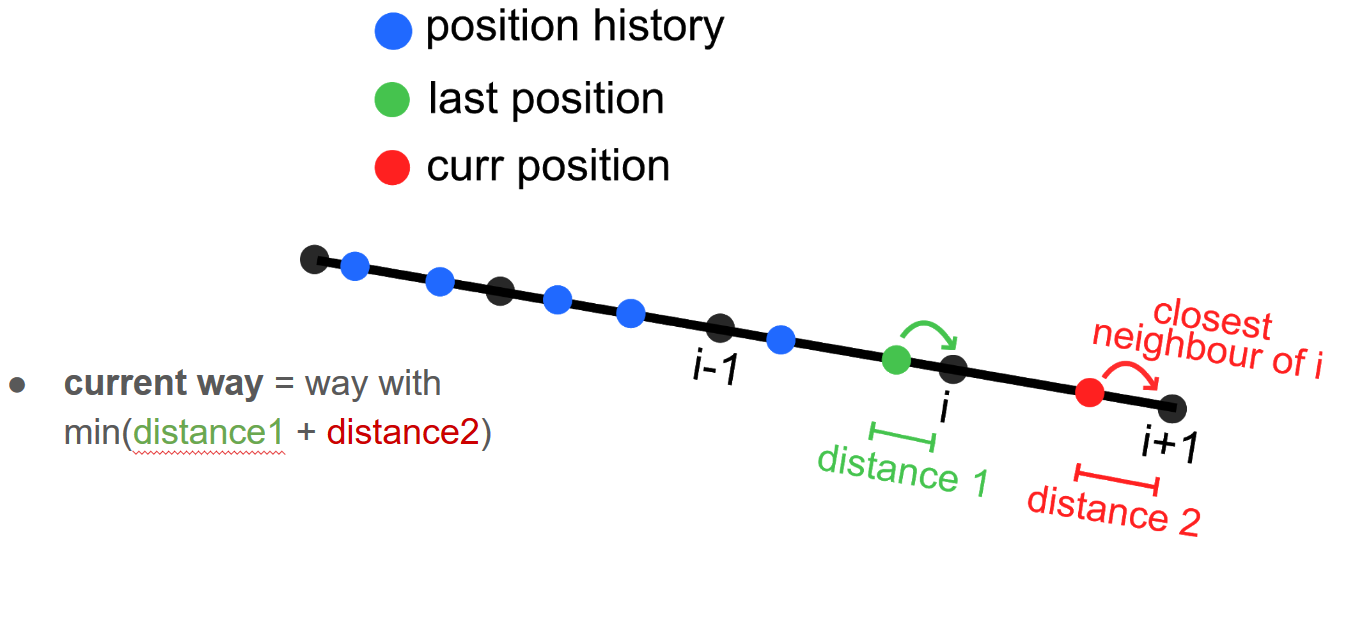 position history
last position
curr position
closest
neighbour of i
i-1
i
i+1
current way = way with
min(distance1 + distance2)
distance 1
distance 2